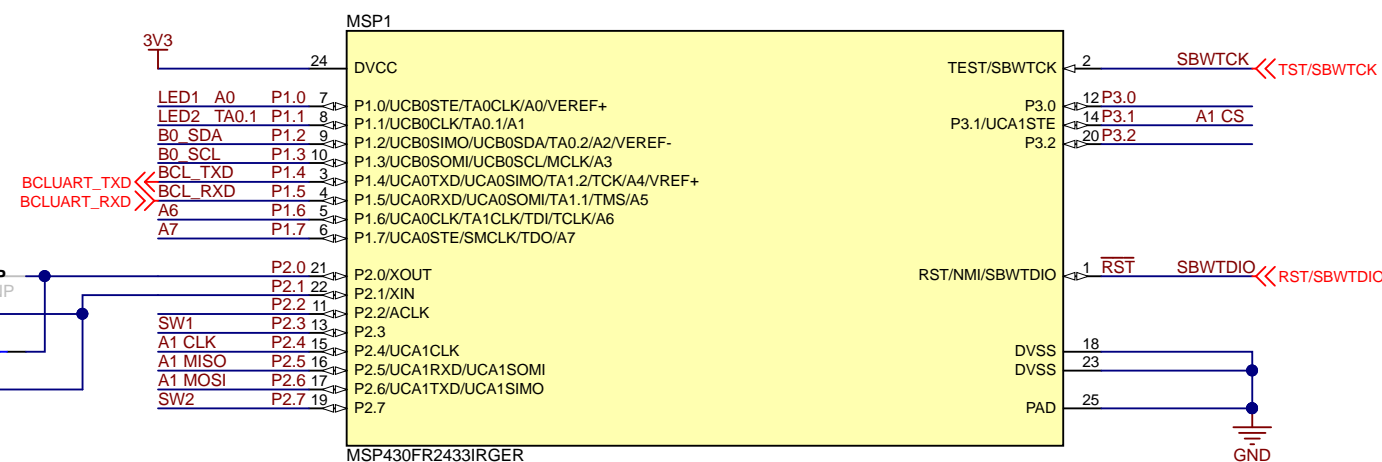 MSP1
3V3
24 DVCC
TEST/SBWTCK 2 SBWTCK TST/SBWTCK
LED1 A0 P1.0 7 P1.0/UCB0STE/TA0CLK/A0/VEREF+
P3.0 12 P3.0
LED2 TA0.1 P1.1 8 P1.1/UCB0CLK/TA0.1/A1
P3.1/UCA1STE 14 P3.1 A1 CS
B0_SDA P1.2 9 P1.2/UCB0SIMO/UCB0SDA/TA0.2/A2/VEREF-
P3.2 20 P3.2
B0_SCL P1.3 10 P1.3/UCB0SOMI/UCB0SCL/MCLK/A3
BCLUART_TXD BCL_TXD P1.4 3 P1.4/UCA0TXD/UCA0SIMO/TA1.2/TCK/A4/VREF+
BCLUART_RXD BCL_RXD P1.5 4 P1.5/UCA0RXD/UCA0SOMI/TA1.1/TMS/A5
A6 P1.6 5 P1.6/UCA0CLK/TA1CLK/TDI/TCLK/A6
A7 P1.7 6 P1.7/UCA0STE/SMCLK/TDO/A7
P2.0 21 P2.0/XOUT
RST/NMI/SBWTDIO 1 RST SBWTDIO RST/SBWTDIO
P2.1 22 P2.1/XIN
P2.2 11 P2.2/ACLK
SW1 P2.3 13 P2.3
A1 CLK P2.4 15 P2.4/UCA1CLK
DVSS 18
A1 MISO P2.5 16 P2.5/UCA1RXD/UCA1SOMI
DVSS 23
A1 MOSI P2.6 17 P2.6/UCA1TXD/UCA1SIMO
SW2 P2.7 19 P2.7
PAD 25
MSP430FR2433IRGER
GND